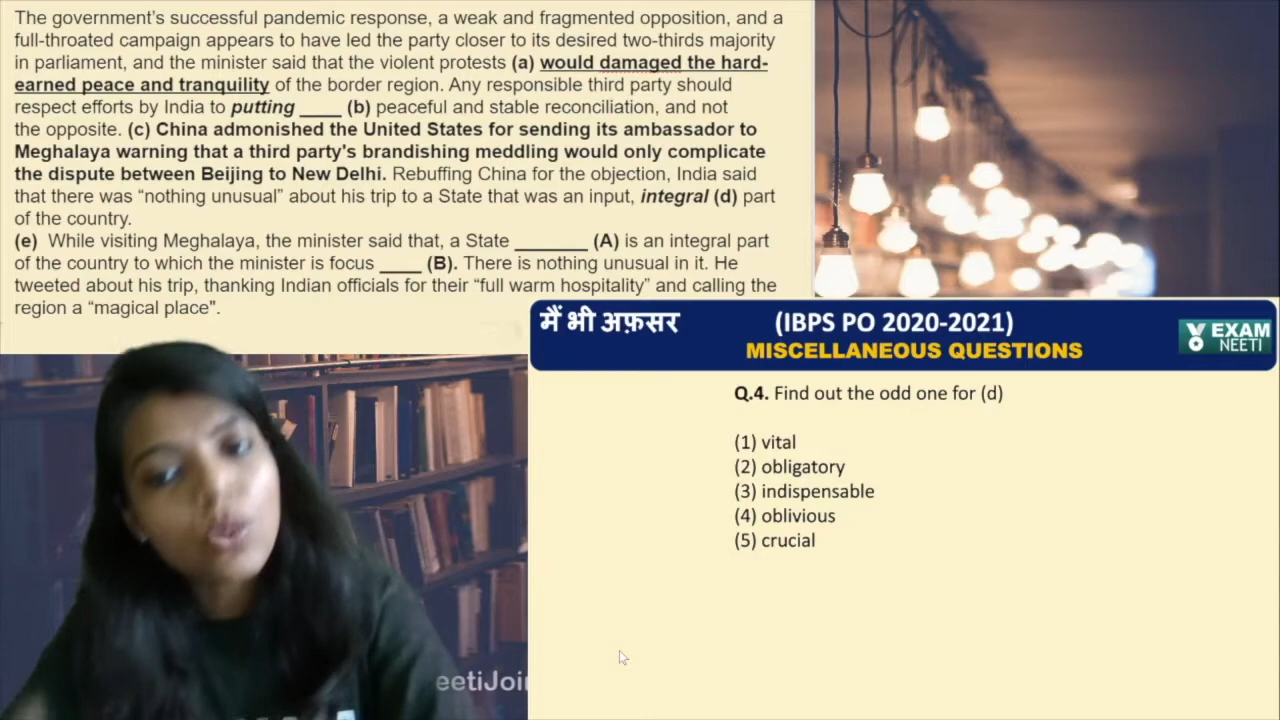 The government's successful pandemic response, a weak and fragmented opposition, and a
full-throated campaign appears to have led the party closer to its desired two-thirds majority
in parliament, and the minister said that the violent protests (a) would damaged the hard-
earned peace and tranquility of the border region. Any responsible third party should
respect efforts by India to putting ____ (b) peaceful and stable reconciliation, and not
the opposite. (c) China admonished the United States for sending its ambassador to
Meghalaya warning that a third party's brandishing meddling would only complicate
the dispute between Beijing to New Delhi. Rebuffing China for the objection, India said
that there was “nothing unusual” about his trip to a State that was an input, integral (d) part
of the country.
(e) While visiting Meghalaya, the minister said that, a State _______ (A) is an integral part
of the country to which the minister is focus ____ (B). There is nothing unusual in it. He
tweeted about his trip, thanking Indian officials for their “full warm hospitality” and calling the
region a “magical place".
मैं भी अफ़सर (IBPS PO 2020-2021)
MISCELLANEOUS QUESTIONS
EXAM
NEETI
Q.4. Find out the odd one for (d)
(1) vital
(2) obligatory
(3) indispensable
(4) oblivious
(5) crucial